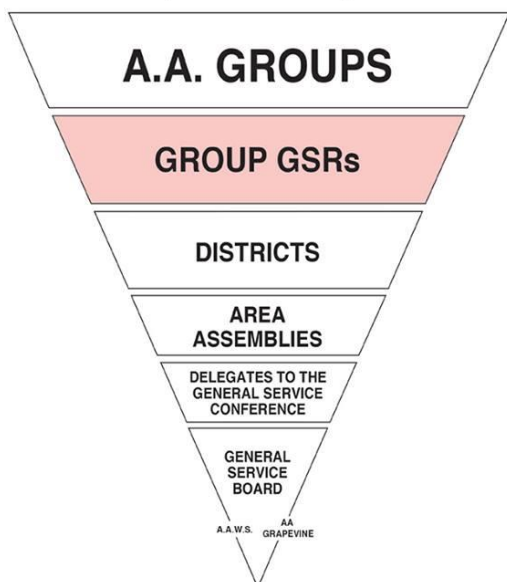 A.A. GROUPS
GROUP GSRs
DISTRICTS
AREA
ASSEMBLIES
DELEGATES TO THE
GENERAL SERVICE
CONFERENCE
GENERAL
SERVICE
BOARD
A.A.W.S.
AA
GRAPEVINE